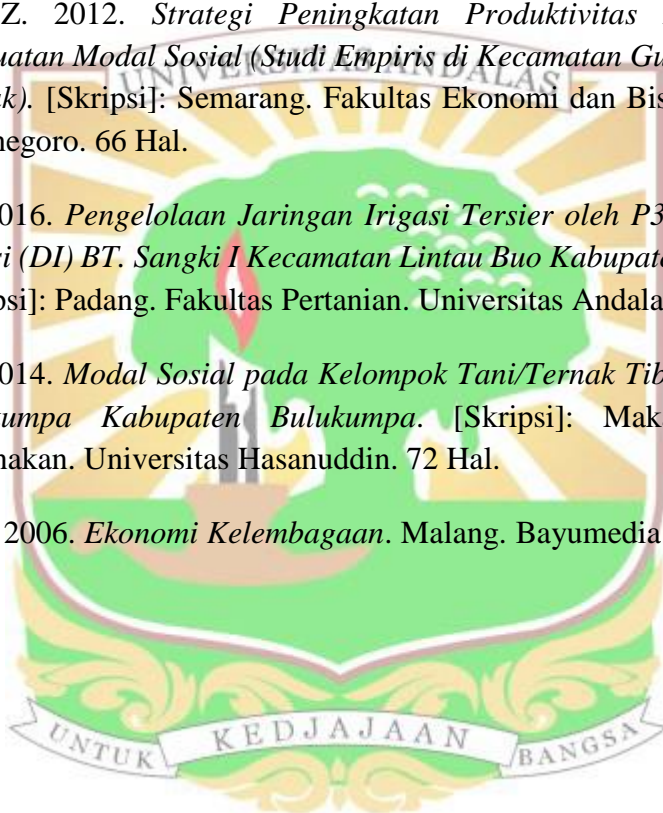 Z. 2012. Strategi Peningkatan Produktivitas
uatan Modal Sosial (Studi Empiris di Kecamatan Gu
UNIVERSITAS ANDALAS
k). [Skripsi]: Semarang. Fakultas Ekonomi dan Bis
negoro. 66 Hal.
016. Pengelolaan Jaringan Irigasi Tersier oleh P3
i (DI) BT. Sangki I Kecamatan Lintau Buo Kabupate
psi]: Padang. Fakultas Pertanian. Universitas Andala
014. Modal Sosial pada Kelompok Tani/Ternak Tib
umpa Kabupaten Bulukumpa. [Skripsi]: Mak
nakan. Universitas Hasanuddin. 72 Hal.
2006. Ekonomi Kelembagaan. Malang. Bayumedia
UNTUK KEDJAJAAN BANGSA